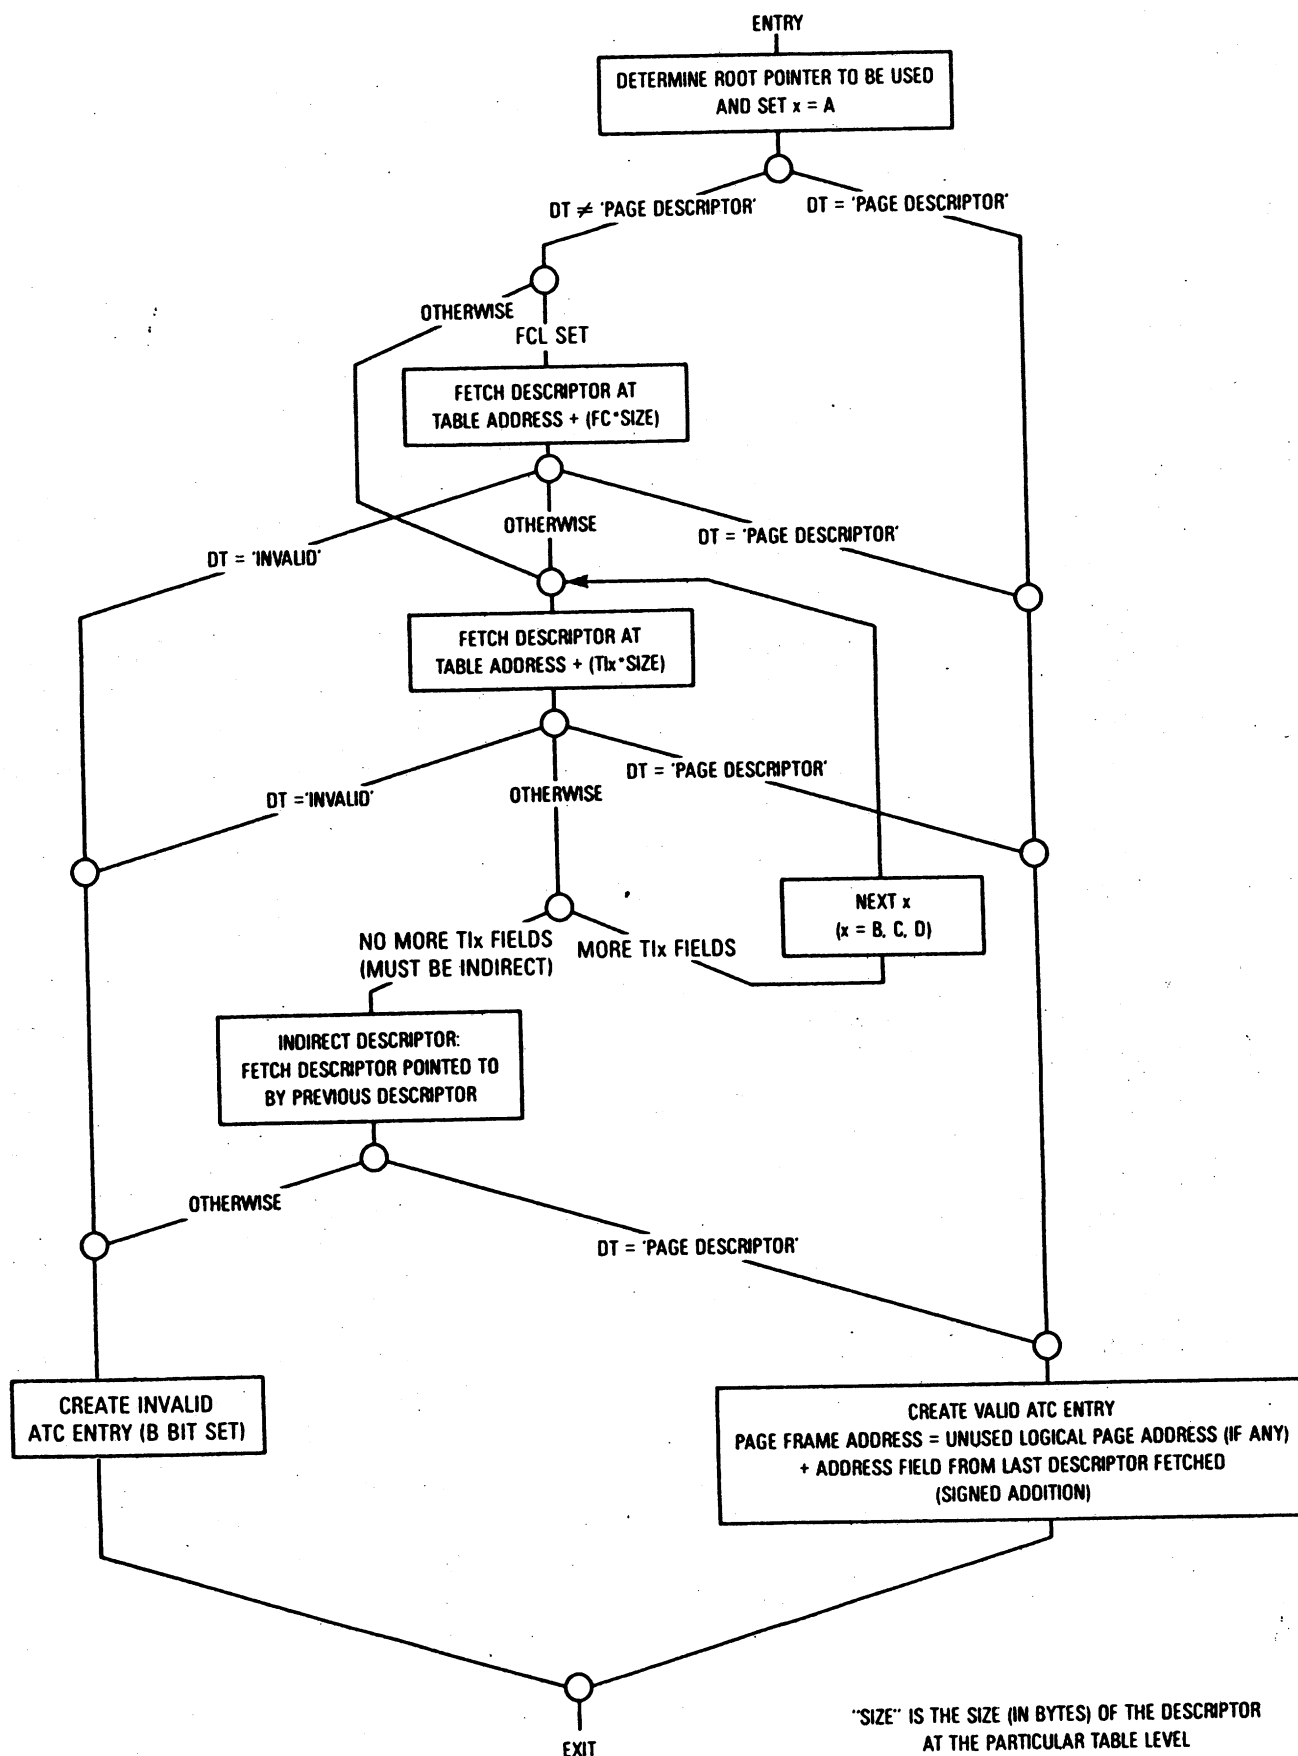 ENTRY
DETERMINE ROOT POINTER TO BE USED
AND SET x = A
DT ≠ 'PAGE DESCRIPTOR'
DT = 'PAGE DESCRIPTOR'
OTHERWISE
FCL SET
FETCH DESCRIPTOR AT
TABLE ADDRESS + (FC*SIZE)
OTHERWISE
DT = 'PAGE DESCRIPTOR'
DT = 'INVALID'
FETCH DESCRIPTOR AT
TABLE ADDRESS + (TIx*SIZE)
DT = 'PAGE DESCRIPTOR'
DT ='INVALID'
OTHERWISE
NEXT x
(x = B, C, D)
NO MORE TIx FIELDS
(MUST BE INDIRECT)
MORE TIx FIELDS
INDIRECT DESCRIPTOR:
FETCH DESCRIPTOR POINTED TO
BY PREVIOUS DESCRIPTOR
OTHERWISE
DT = 'PAGE DESCRIPTOR'
CREATE INVALID
ATC ENTRY (B BIT SET)
CREATE VALID ATC ENTRY
PAGE FRAME ADDRESS = UNUSED LOGICAL PAGE ADDRESS (IF ANY)
+ ADDRESS FIELD FROM LAST DESCRIPTOR FETCHED
(SIGNED ADDITION)
EXIT
"SIZE" IS THE SIZE (IN BYTES) OF THE DESCRIPTOR
AT THE PARTICULAR TABLE LEVEL